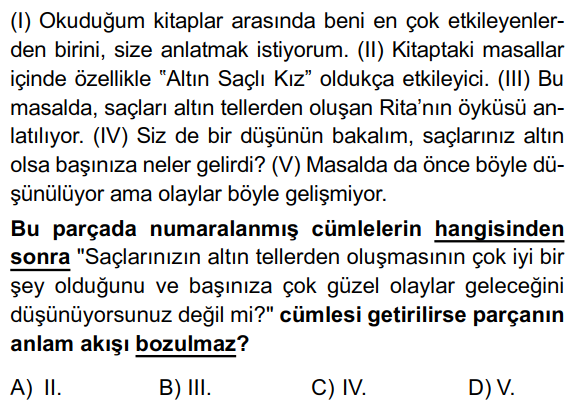 (I) Okuduğum kitaplar arasında beni en çok etkileyenler-
den birini, size anlatmak istiyorum. (II) Kitaptaki masallar
içinde özellikle "Altın Saçlı Kız” oldukça etkileyici. (III) Bu
masalda, saçları altın tellerden oluşan Rita’nın öyküsü an-
latılıyor. (IV) Siz de bir düşünün bakalım, saçlarınız altın
olsa başınıza neler gelirdi? (V) Masalda da önce böyle dü-
şünülüyor ama olaylar böyle gelişmiyor.
Bu parçada numaralanmış cümlelerin hangisinden
sonra "Saçlarınızın altın tellerden oluşmasının çok iyi bir
şey olduğunu ve başınıza çok güzel olaylar geleceğini
düşünüyorsunuz değil mi?" cümlesi getirilirse parçanın
anlam akışı bozulmaz?
A) II. B) III. C) IV. D) V.